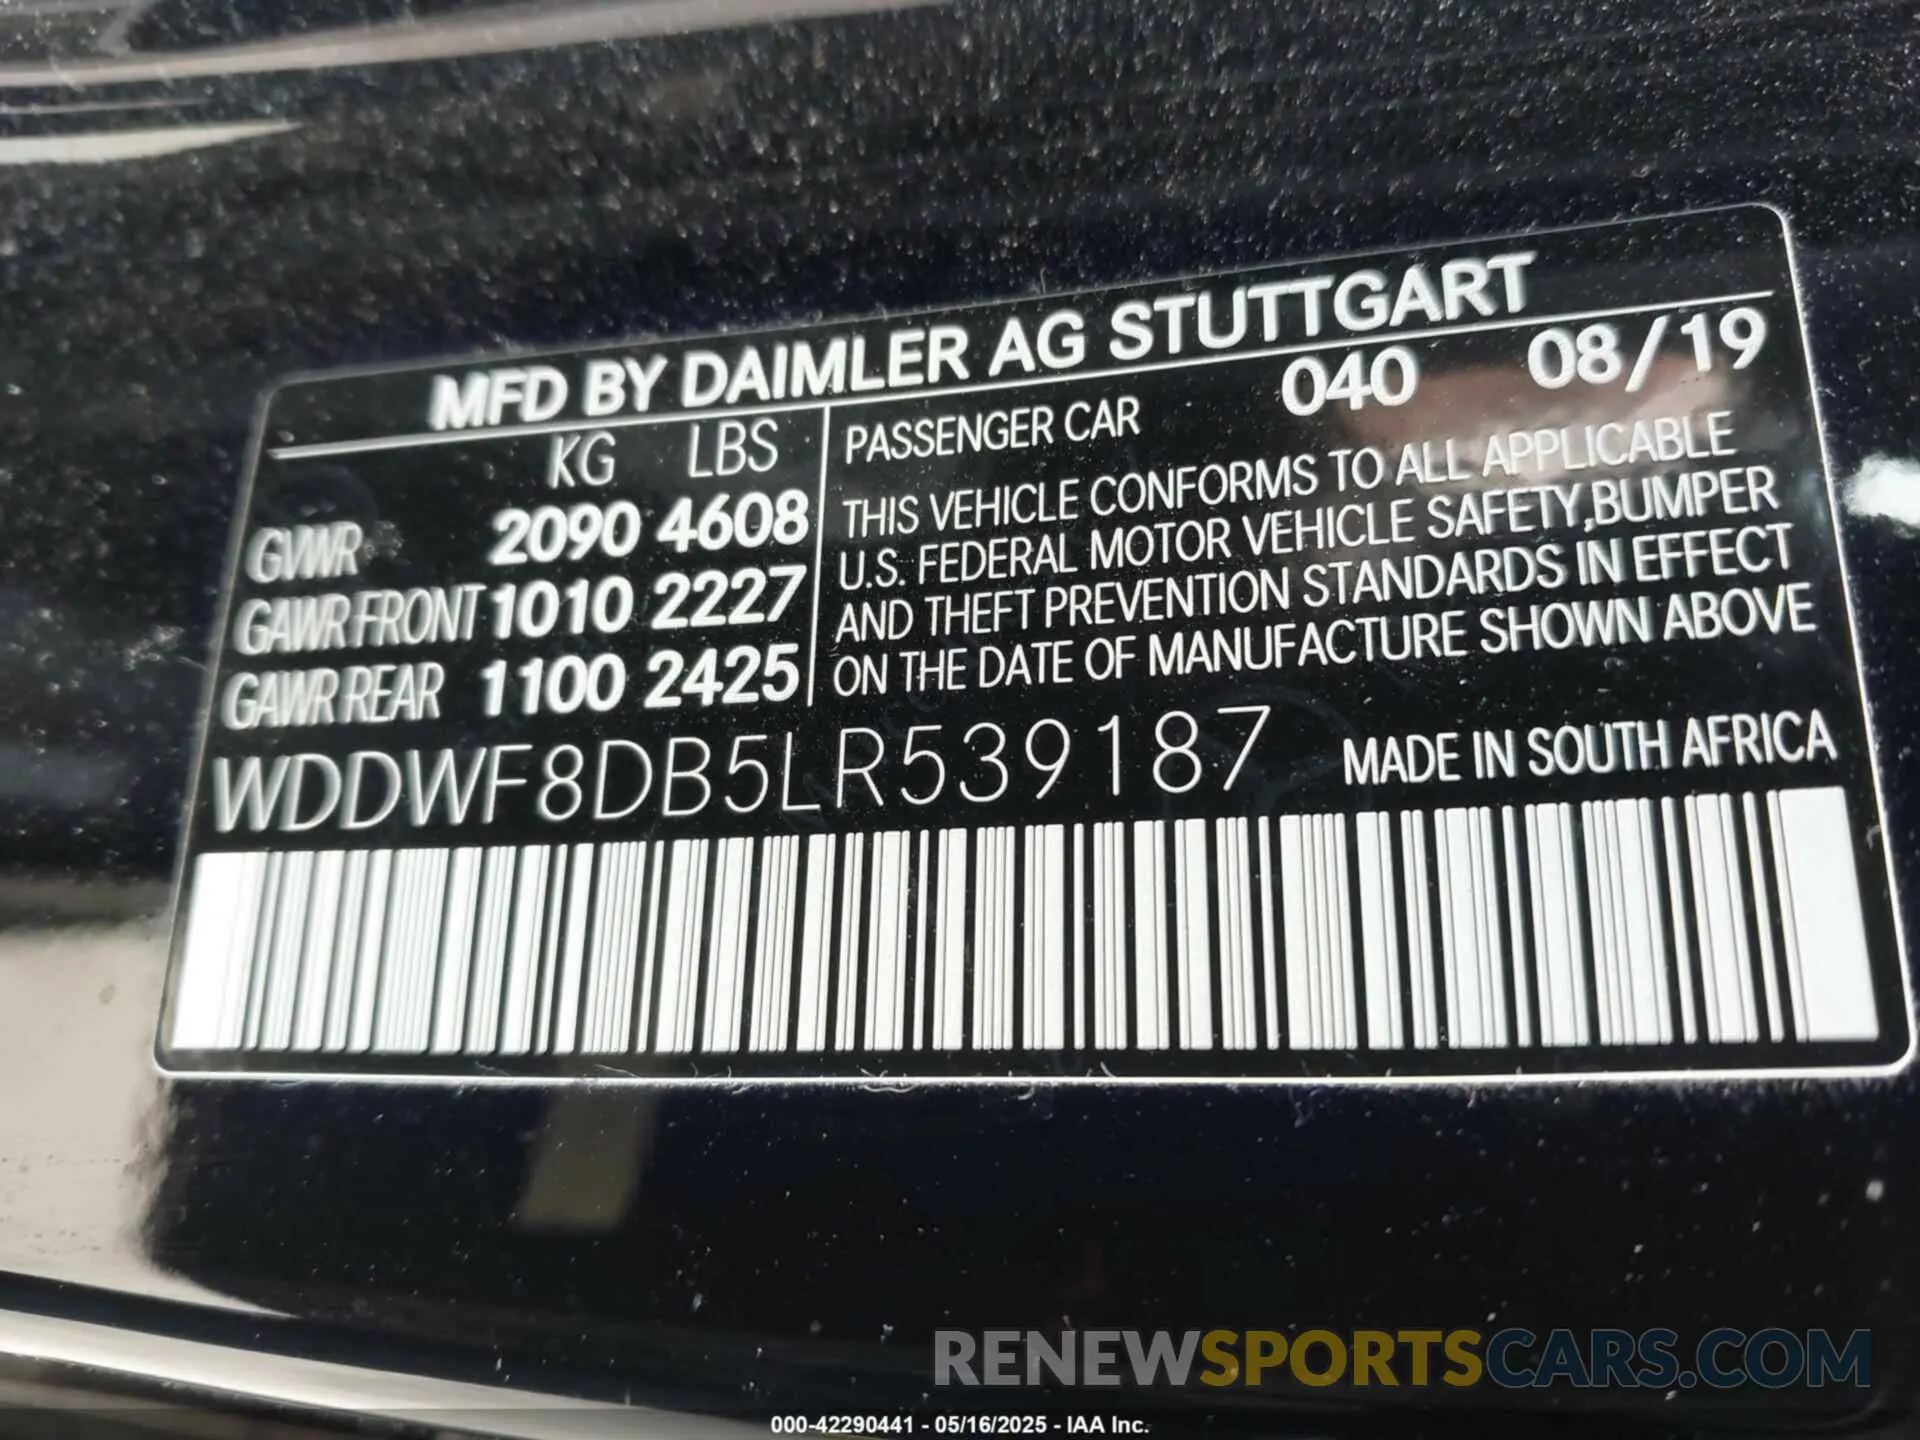 MFD BY DAIMLER AG STUTTGART
KG LBS
GVWR 2090 4608
GAWR FRONT 1010 2227
GAWR REAR 1100 2425
PASSENGER CAR 040 08/19
THIS VEHICLE CONFORMS TO ALL APPLICABLE
U.S. FEDERAL MOTOR VEHICLE SAFETY,BUMPER
AND THEFT PREVENTION STANDARDS IN EFFECT
ON THE DATE OF MANUFACTURE SHOWN ABOVE
WDDWF8DB5LR539187 MADE IN SOUTH AFRICA
RENEWSPORTSCARS.COM
000-42290441 - 05/16/2025 - IAA Inc.